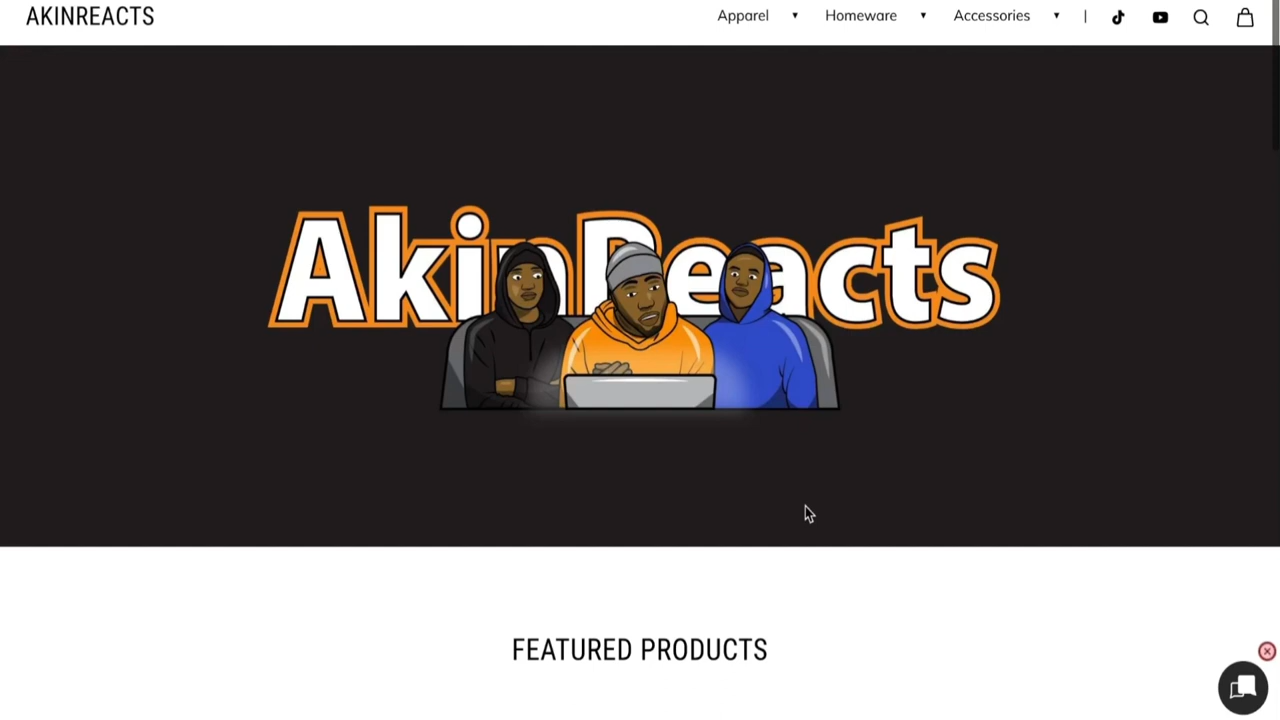 AKINREACTS
Apparel ▼ Homeware ▼ Accessories ▼ |
AkinReacts
FEATURED PRODUCTS